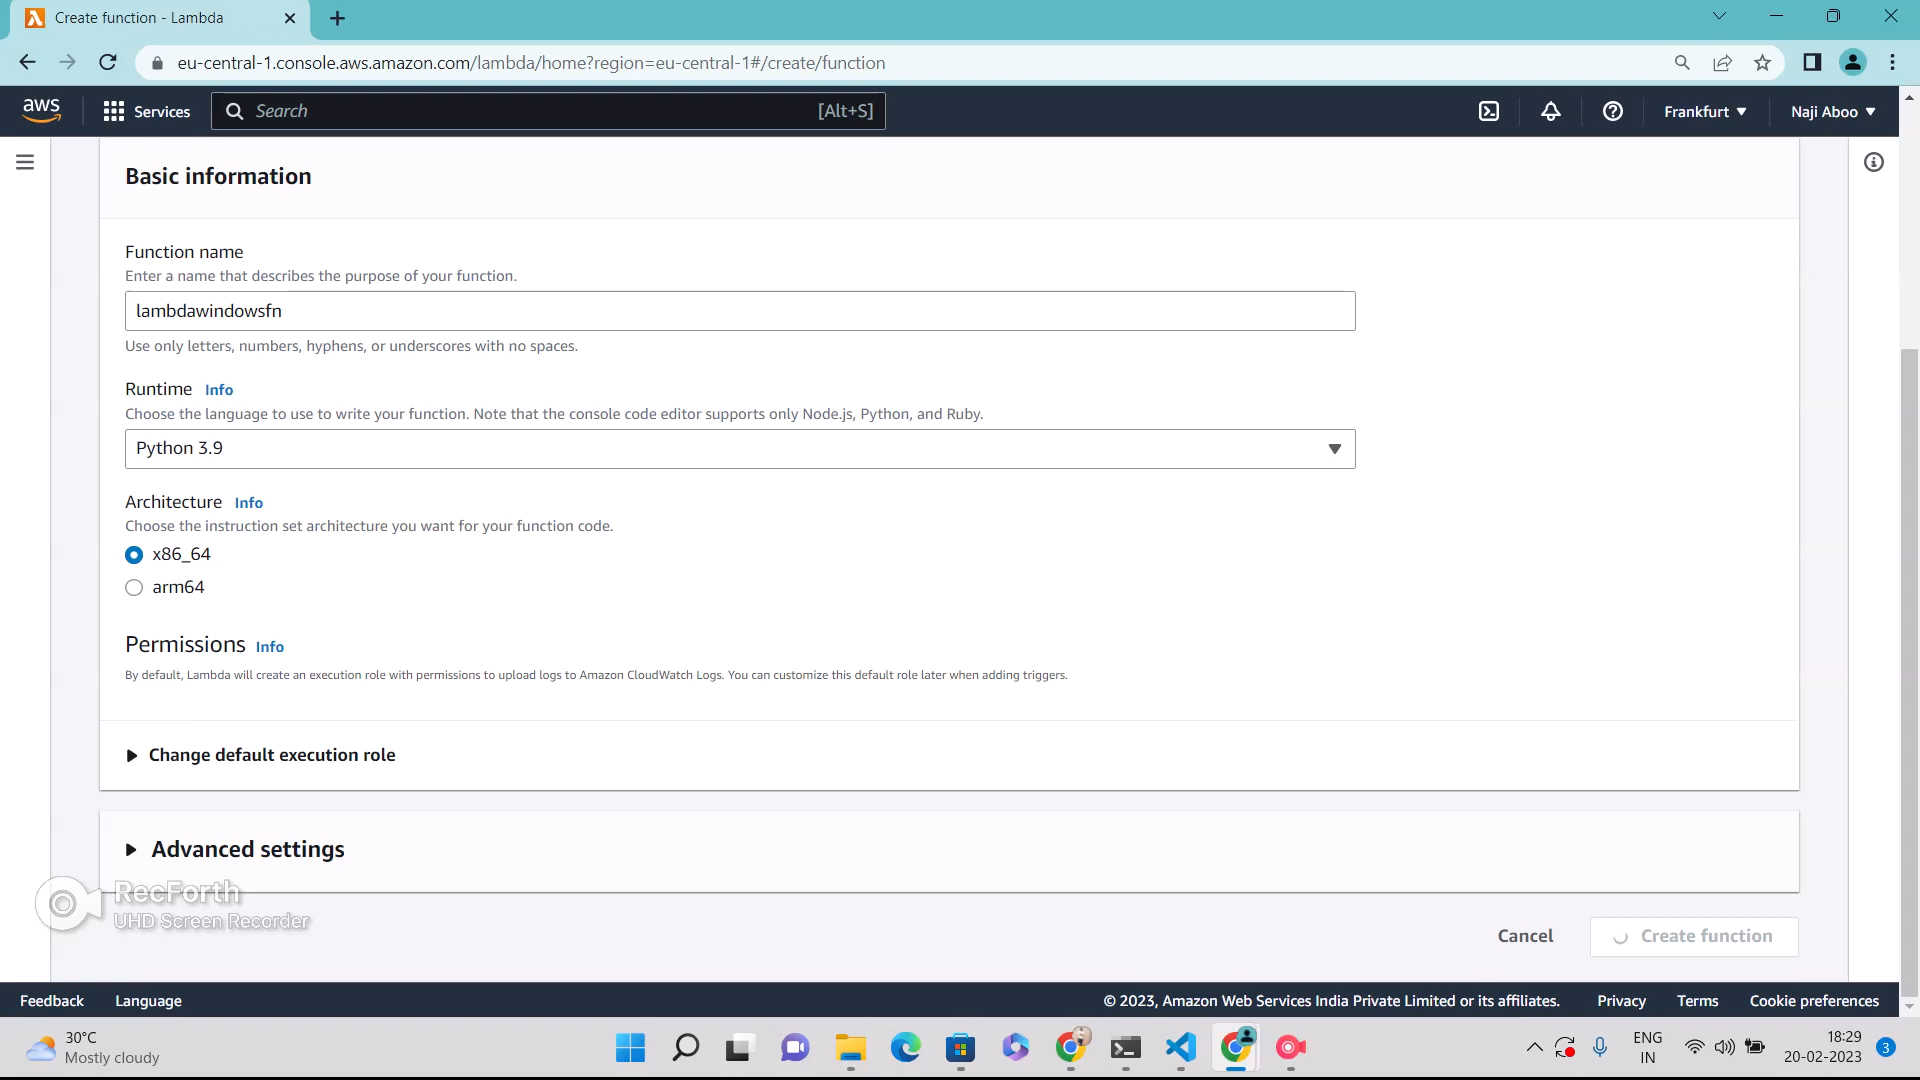 Create function - Lambda
eu-central-1.console.aws.amazon.com/lambda/home?region=eu-central-1#/create/function
aws
Services
Search
[Alt+S]
Frankfurt
Naji Aboo
Basic information
Function name
Enter a name that describes the purpose of your function.
lambdawindowsfn
Use only letters, numbers, hyphens, or underscores with no spaces.
Runtime Info
Choose the language to use to write your function. Note that the console code editor supports only Node.js, Python, and Ruby.
Python 3.9
Architecture Info
Choose the instruction set architecture you want for your function code.
x86_64
arm64
Permissions Info
By default, Lambda will create an execution role with permissions to upload logs to Amazon CloudWatch Logs. You can customize this default role later when adding triggers.
Change default execution role
Advanced settings
RecForth
UHD Screen Recorder
Cancel
Create function
Feedback
Language
© 2023, Amazon Web Services India Private Limited or its affiliates.
Privacy
Terms
Cookie preferences
30°C
Mostly cloudy
ENG
IN
18:29
20-02-2023
3